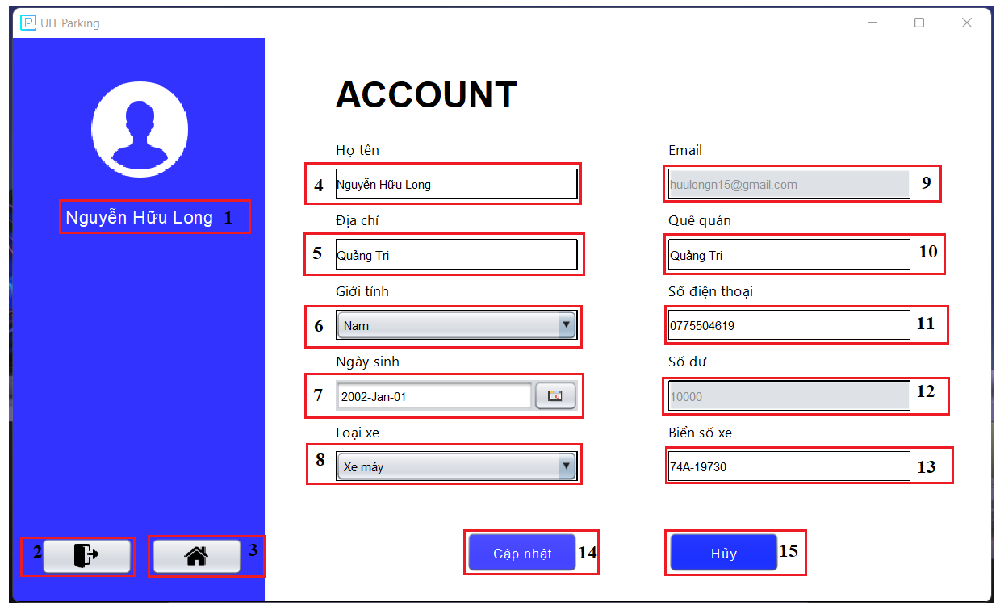 UIT Parking
ACCOUNT
Nguyễn Hữu Long 1
2
3
Họ tên
4 Nguyễn Hữu Long
Địa chỉ
5 Quảng Trị
Giới tính
6 Nam
Ngày sinh
7 2002-Jan-01
Loại xe
8 Xe máy
Email
huulongn15@gmail.com 9
Quê quán
Quảng Trị 10
Số điện thoại
0775504619 11
Số dư
10000 12
Biển số xe
74A-19730 13
Cập nhật 14
Hủy 15